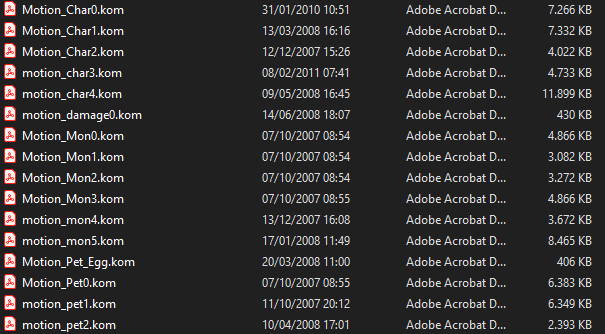 Motion_Char0.kom 31/01/2010 10:51 Adobe Acrobat D... 7.266 KB
Motion_Char1.kom 13/03/2008 16:16 Adobe Acrobat D... 7.332 KB
Motion_Char2.kom 12/12/2007 15:26 Adobe Acrobat D... 4.022 KB
motion_char3.kom 08/02/2011 07:41 Adobe Acrobat D... 4.733 KB
motion_char4.kom 09/05/2008 16:45 Adobe Acrobat D... 11.899 KB
motion_damage0.kom 14/06/2008 18:07 Adobe Acrobat D... 430 KB
Motion_Mon0.kom 07/10/2007 08:54 Adobe Acrobat D... 4.866 KB
Motion_Mon1.kom 07/10/2007 08:54 Adobe Acrobat D... 3.082 KB
Motion_Mon2.kom 07/10/2007 08:54 Adobe Acrobat D... 3.272 KB
Motion_Mon3.kom 07/10/2007 08:55 Adobe Acrobat D... 4.866 KB
motion_mon4.kom 13/12/2007 16:08 Adobe Acrobat D... 3.672 KB
motion_mon5.kom 17/01/2008 11:49 Adobe Acrobat D... 8.465 KB
Motion_Pet_Egg.kom 20/03/2008 11:00 Adobe Acrobat D... 406 KB
Motion_Pet0.kom 07/10/2007 08:55 Adobe Acrobat D... 6.383 KB
motion_pet1.kom 11/10/2007 20:12 Adobe Acrobat D... 6.349 KB
motion_pet2.kom 10/04/2008 17:01 Adobe Acrobat D... 2.393 KB